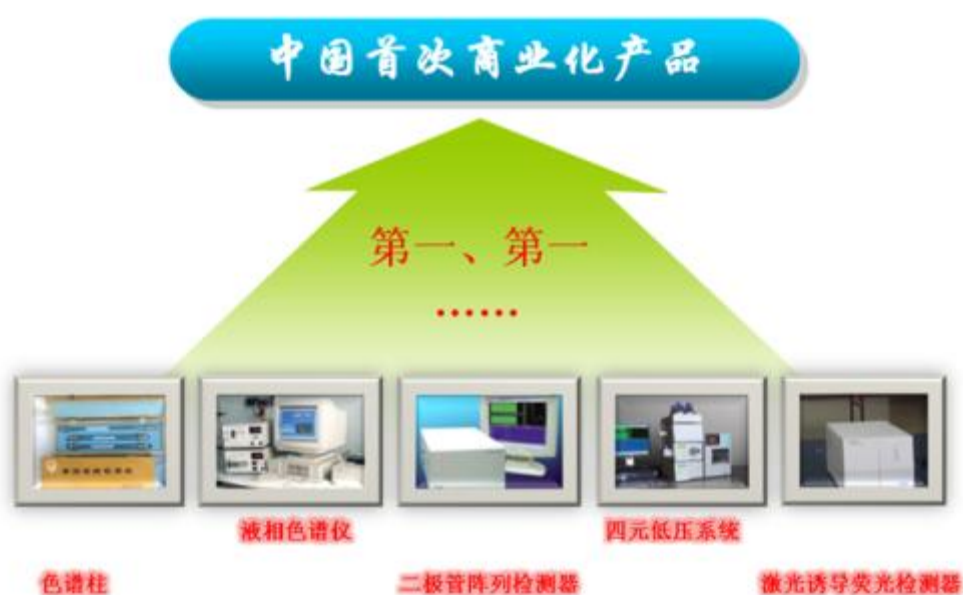 中国首次商业化产品
第一、第一
......
液相色谱仪
四元低压系统
色谱柱
二极管阵列检测器
激光诱导荧光检测器